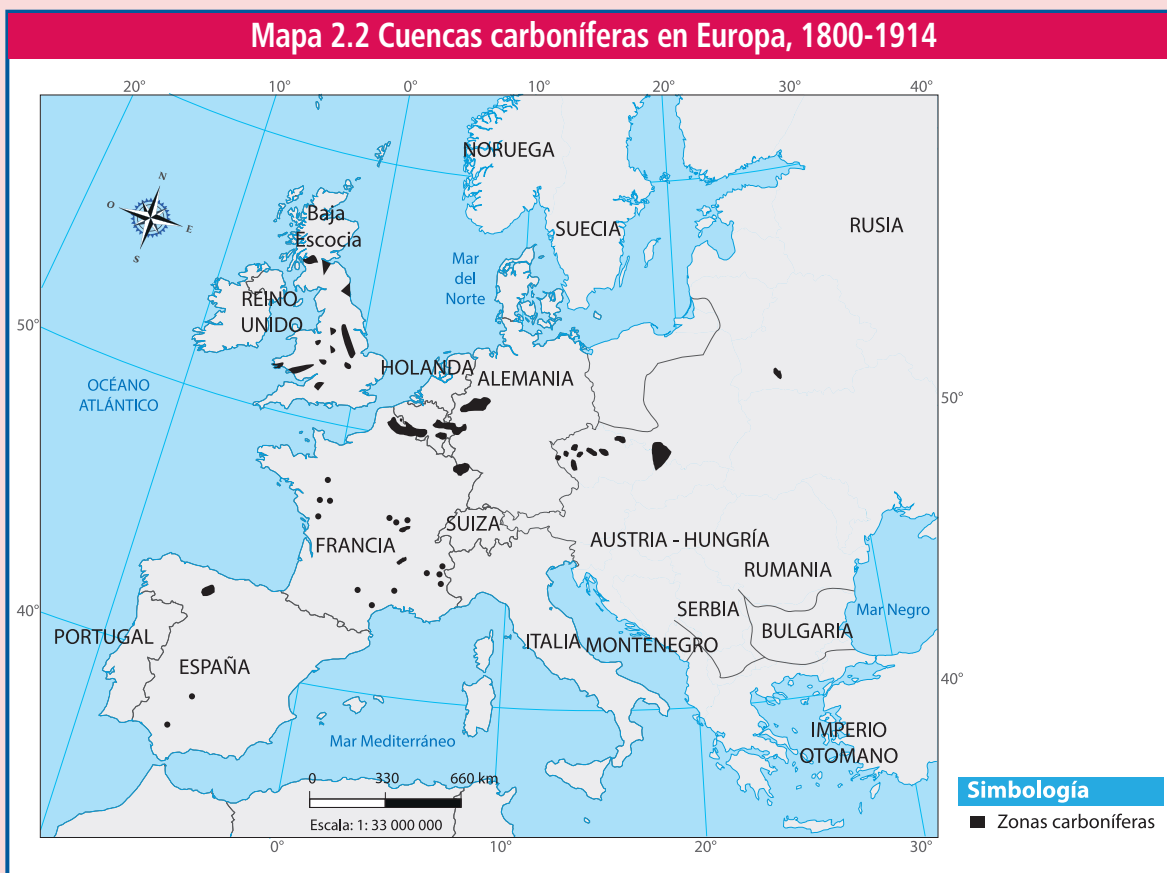 Mapa 2.2 Cuencas carboníferas en Europa, 1800-1914
20° 10° 0° 10° 20° 30° 40°
NORUEGA
N
O
E
S
Baja
Escocia
SUECIA
RUSIA
Mar
del
Norte
REINO
UNIDO
50°
HOLANDA
ALEMANIA
OCÉANO
ATLÁNTICO
50°
SUIZA
FRANCIA
AUSTRIA - HUNGRÍA
RUMANIA
40°
SERBIA
Mar Negro
PORTUGAL
BULGARIA
ITALIA
MONTENEGRO
ESPAÑA
40°
IMPERIO
OTOMANO
Mar Mediterráneo
0 330 660 km
Escala: 1: 33 000 000
0° 10° 20° 30°
Simbología
Zonas carboníferas